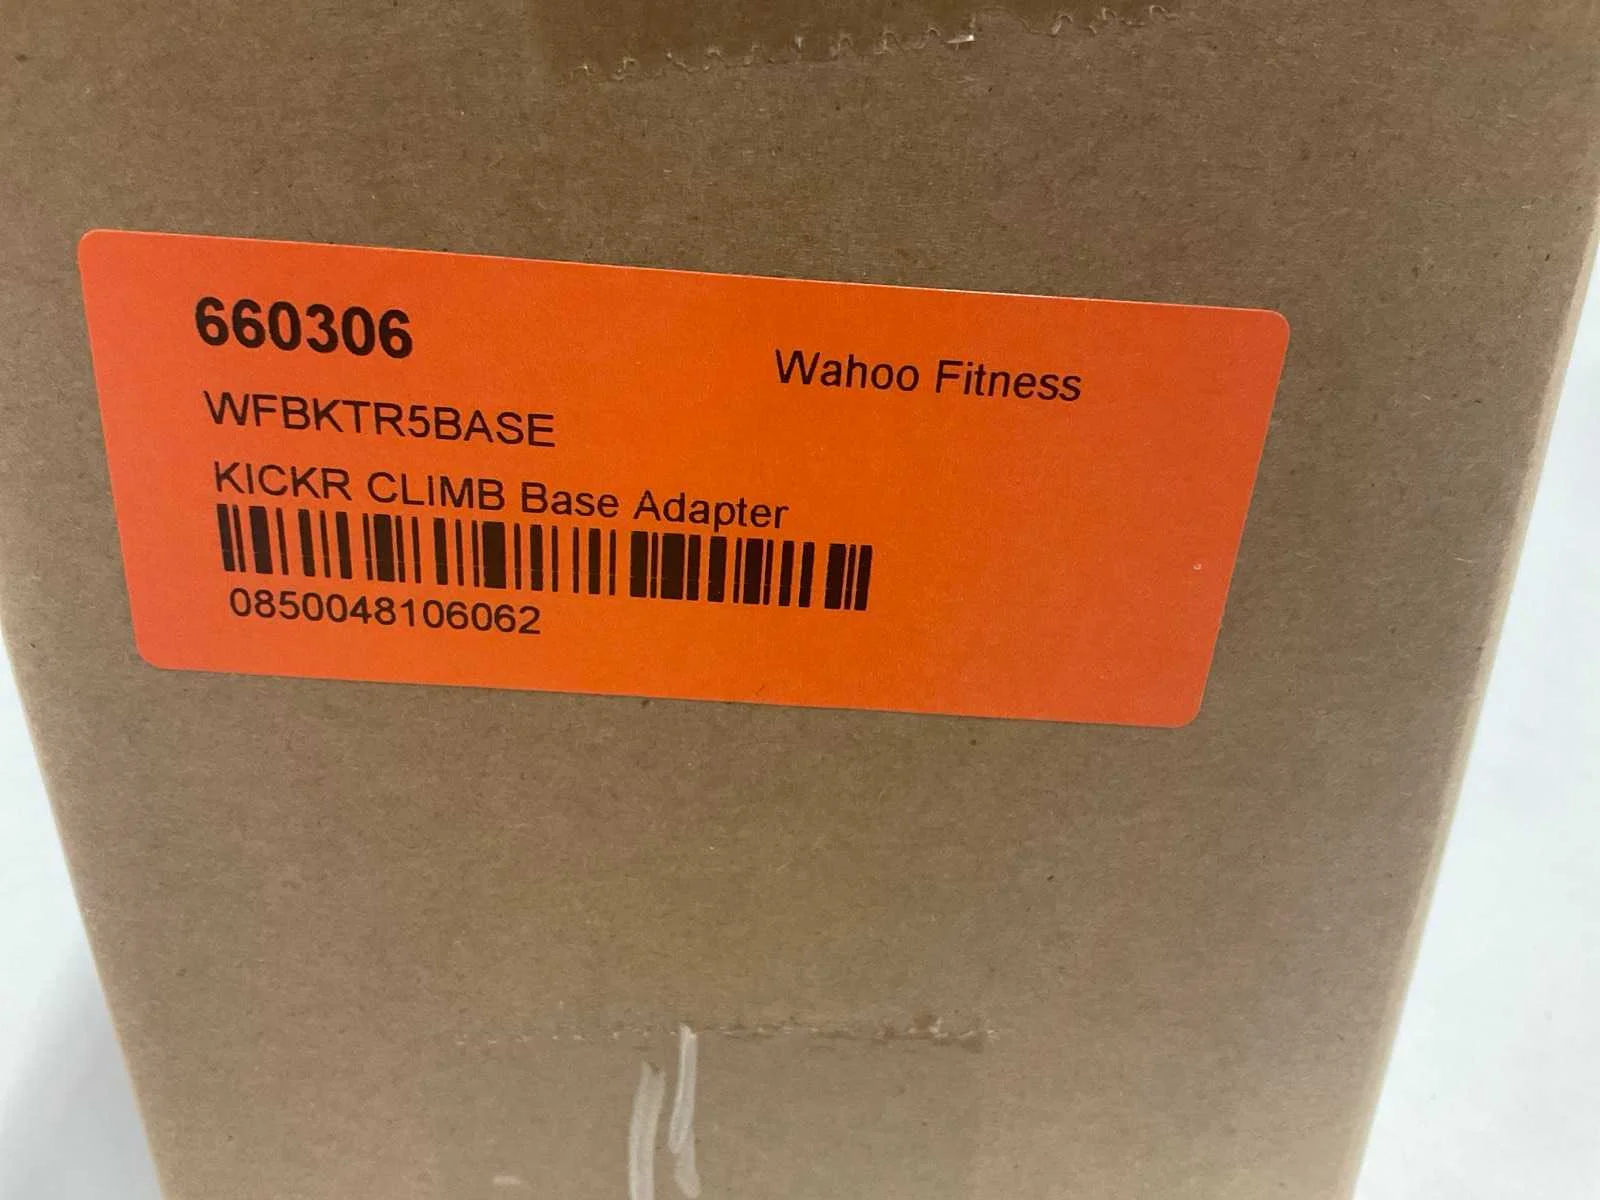 660306
Wahoo Fitness
WFBKTR5BASE
KICKR CLIMB Base Adapter
0850048106062